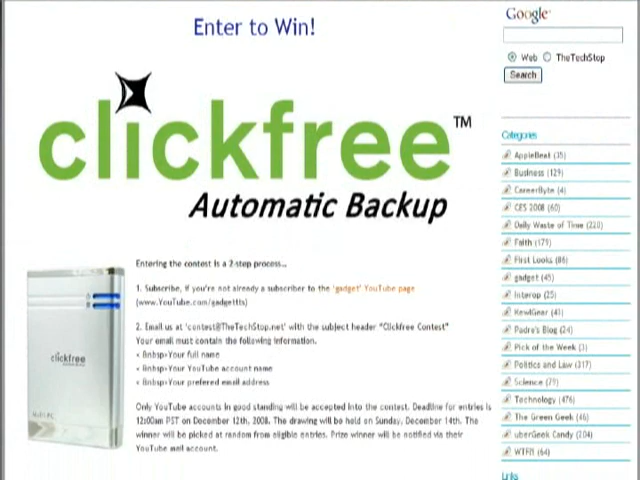 Enter to Win!
clickfree™
Automatic Backup
Entering the contest is a 2-step process...
1. Subscribe, if you're not already a subscriber to the 'gadget' YouTube page
(www.YouTube.com/gadgettts)
2. Email us at 'contest@TheTechStop.net' with the subject header "Clickfree Contest"
Your email must contain the following information.
• &nbsp>Your full name
• &nbsp>Your YouTube account name
• &nbsp>Your prefered email address
Only YouTube accounts in good standing will be accepted into the contest. Deadline for entries is
12:00am PST on December 12th, 2008. The drawing will be held on Sunday, December 14th. The
winner will be picked at random from eligible entries. Prize winner will be notified via their
YouTube mail account.
clickfree
Google
Web TheTechStop
Search
Categories
AppleBeat (35)
Business (129)
CareerByte (4)
CES 2008 (60)
Daily Waste of Time (220)
Faith (179)
First Looks (86)
gadget (45)
Interop (25)
KewlGear (43)
Padre's Blog (24)
Pick of the Week (3)
Politics and Law (317)
Science (79)
Technology (476)
The Green Geek (46)
uberGeek Candy (204)
WTF!! (64)
Links